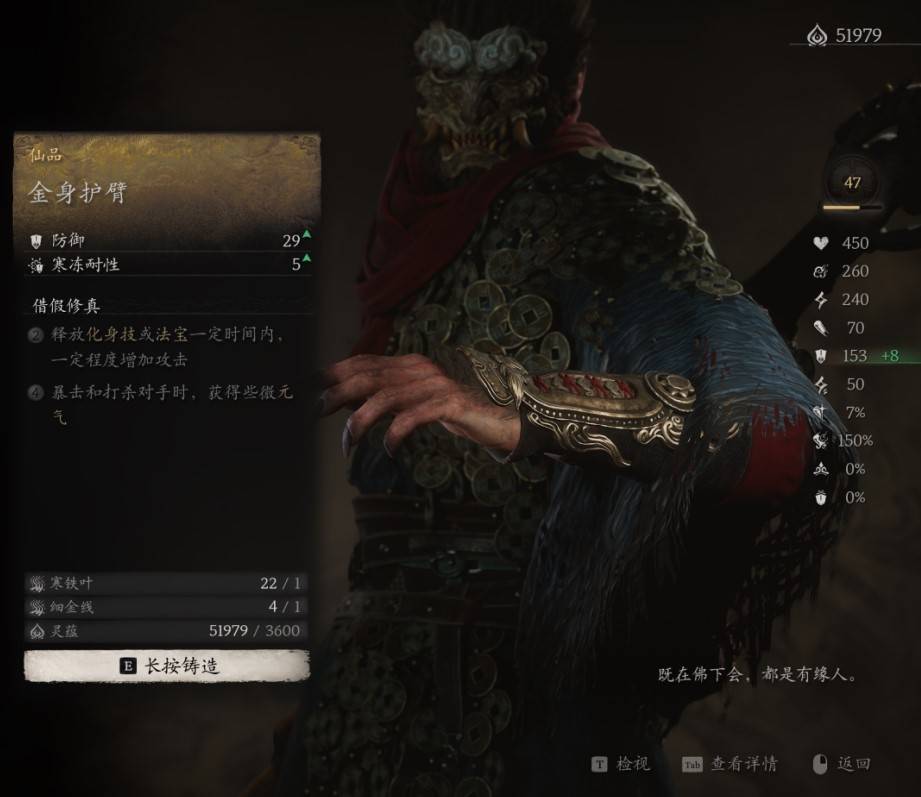 51979
仙品
金身护臂
防御 29
寒冻耐性 5
借假修真
2 释放化身技或法宝一定时间内，
一定程度增加攻击
4 暴击和打杀对手时，获得些微元
气
寒铁叶 22 / 1
细金线 4 / 1
灵蕴 51979 / 3600
E 长按铸造
47
450
260
240
70
153 +8
50
7%
150%
0%
0%
既在佛下会，都是有缘人。
T 检视 Tab 查看详情 返回